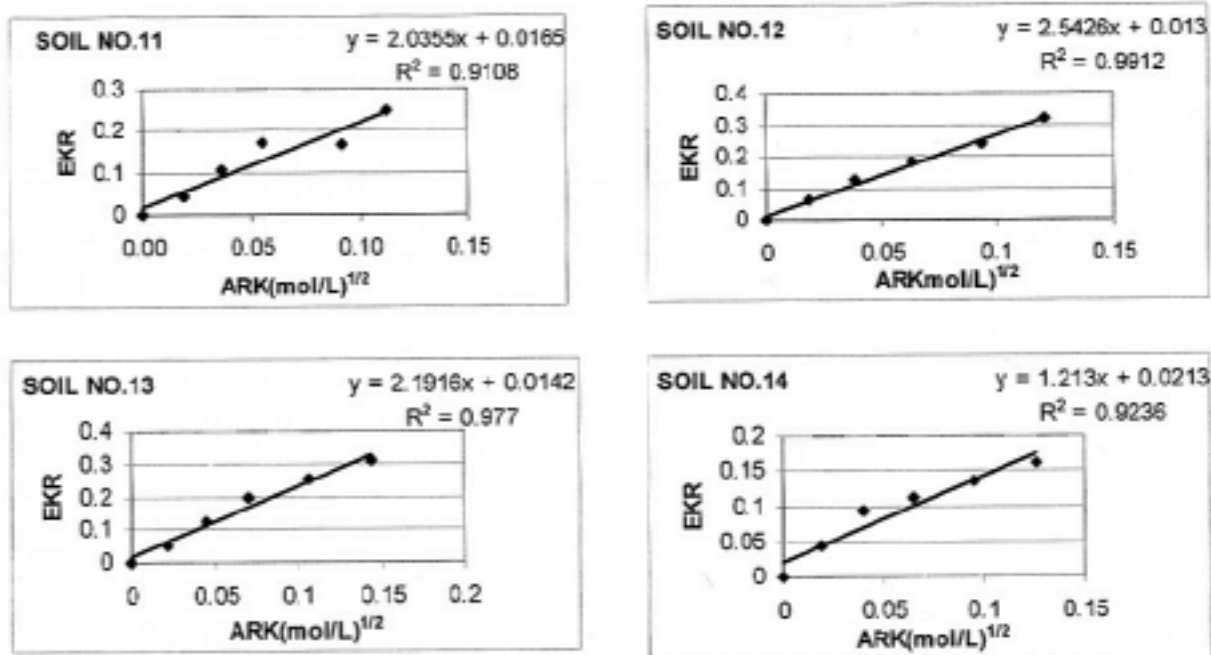 SOIL NO.11 y = 2.0355x + 0.0165
R² = 0.9108
0.3
0.2
0.1
0
EKR
0.00 0.05 0.10 0.15
ARK(mol/L)^1/2
SOIL NO.12 y = 2.5426x + 0.013
R² = 0.9912
0.4
0.3
0.2
0.1
0
EKR
0 0.05 0.1 0.15
ARKmol/L)^1/2
SOIL NO.13 y = 2.1916x + 0.0142
R² = 0.977
0.4
0.3
0.2
0.1
0
EKR
0 0.05 0.1 0.15 0.2
ARK(mol/L)^1/2
SOIL NO.14 y = 1.213x + 0.0213
R² = 0.9236
0.2
0.15
0.1
0.05
0
EKR
0 0.05 0.1 0.15
ARK(mol/L)^1/2